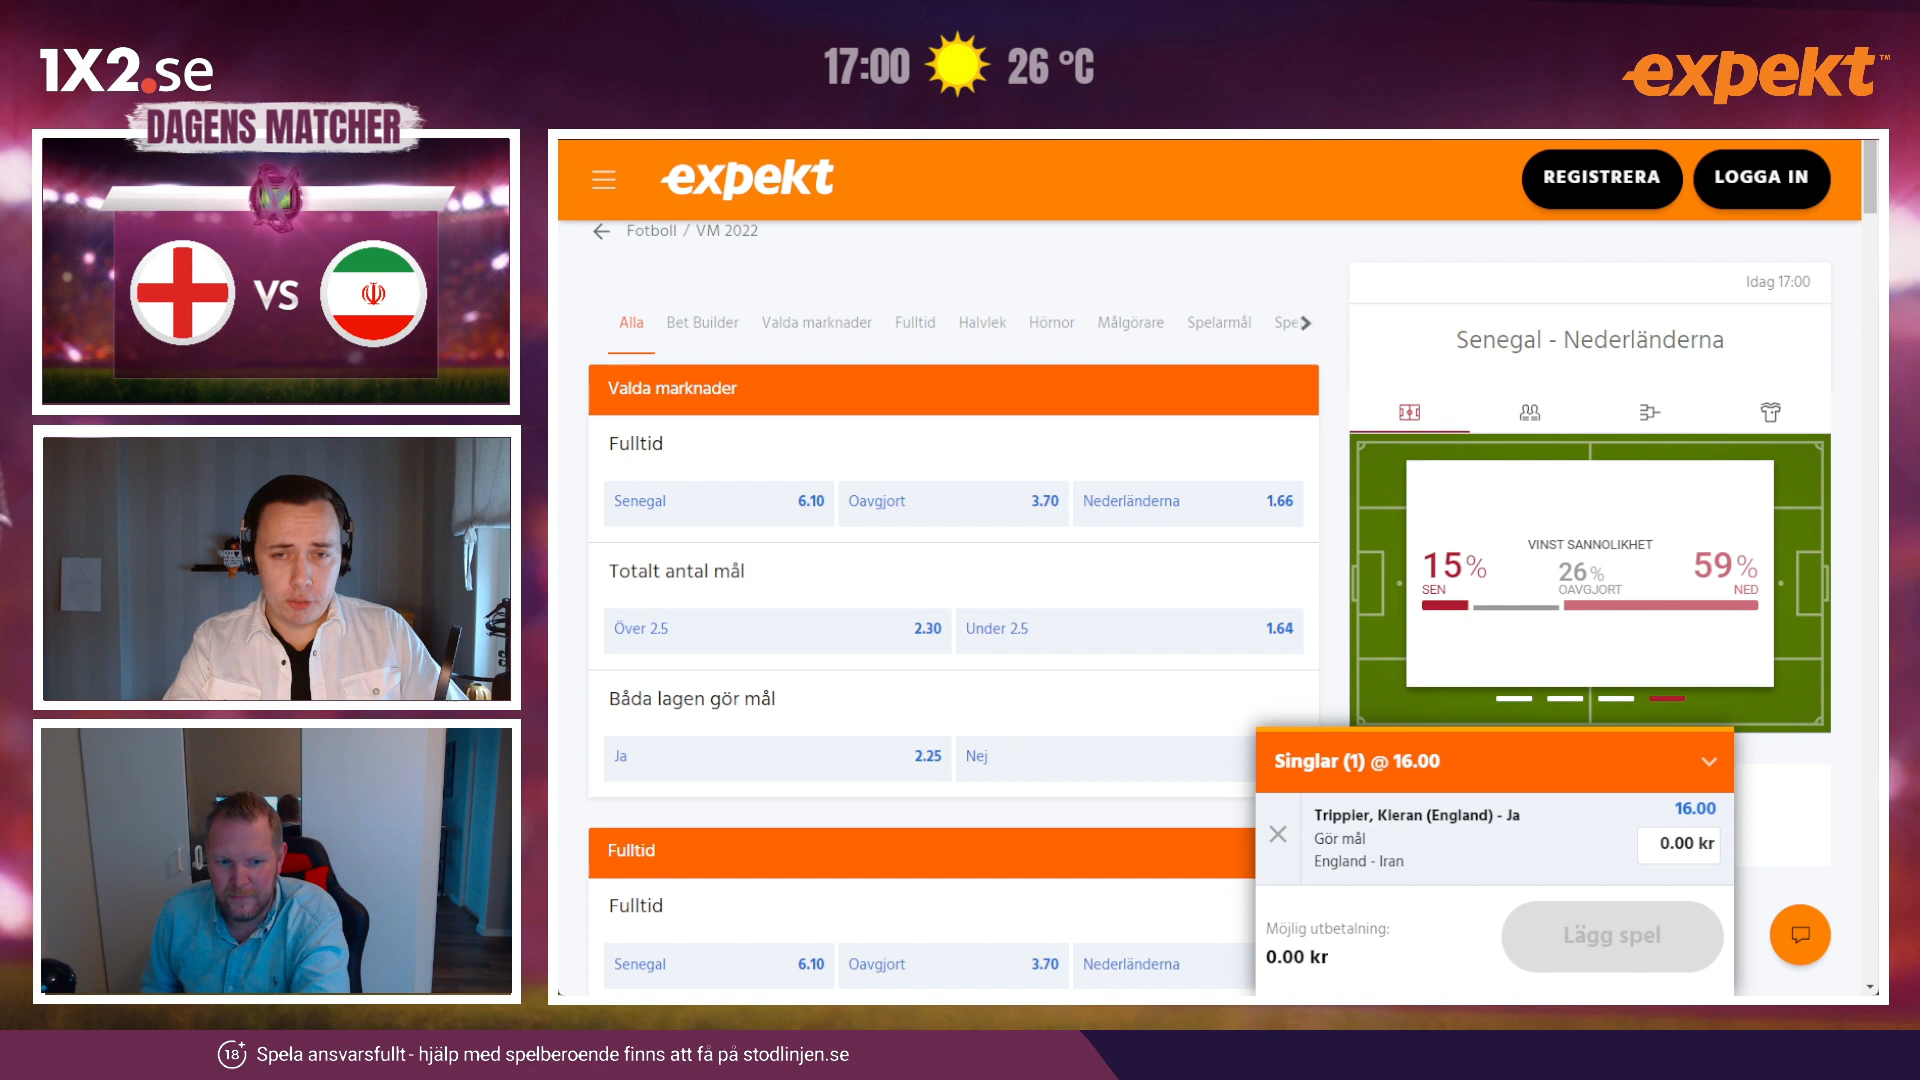 1X2.se
17:00
26 °C
expekt™
DAGENS MATCHER
VS
expekt
REGISTRERA
LOGGA IN
Fotboll / VM 2022
Alla
Bet Builder
Valda marknader
Fulltid
Halvlek
Hörnor
Målgörare
Spelarmål
Spe
Idag 17:00
Senegal - Nederländerna
Valda marknader
Fulltid
Senegal 6.10
Oavgjort 3.70
Nederländerna 1.66
Totalt antal mål
Över 2.5 2.30
Under 2.5 1.64
Båda lagen gör mål
Ja 2.25
Nej
VINST SANNOLIKHET
15% 26% 59%
SEN OAVGJORT NED
Fulltid
Fulltid
Senegal 6.10
Oavgjort 3.70
Nederländerna
Singlar (1) @ 16.00
Trippier, Kieran (England) - Ja 16.00
Gör mål 0.00 kr
England - Iran
Möjlig utbetalning:
0.00 kr
Lägg spel
18+ Spela ansvarsfullt - hjälp med spelberoende finns att få på stodlinjen.se